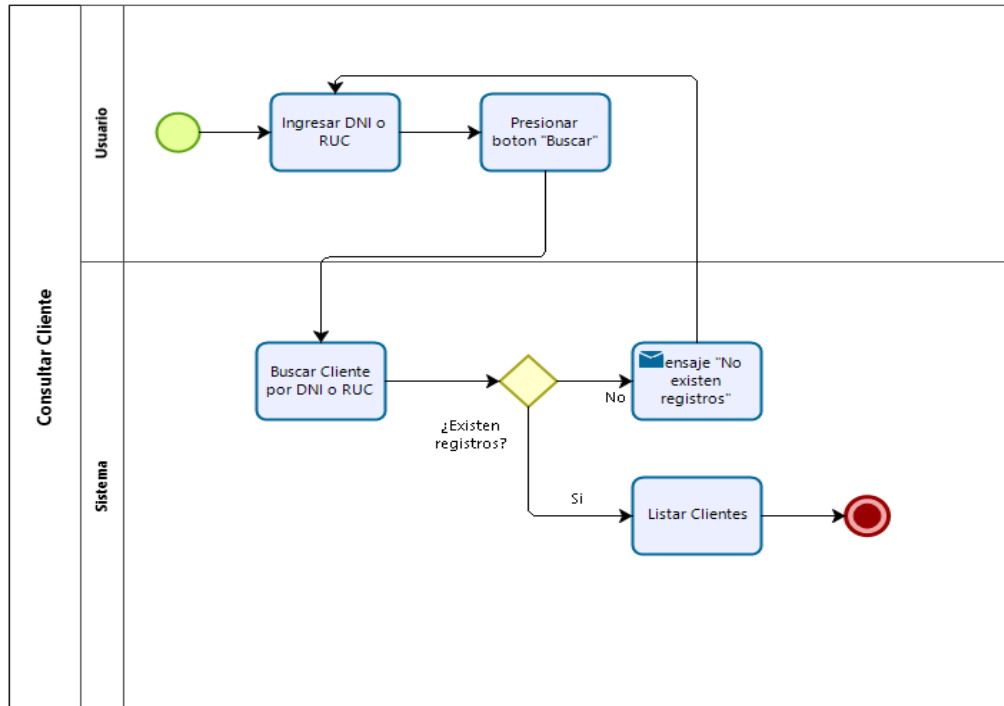 Consultar Cliente
Usuario
Ingresar DNI o
RUC
Presionar
boton "Buscar"
Sistema
Buscar Cliente
por DNI o RUC
¿Existen
registros?
No
ensaje "No
existen
registros"
Si
Listar Clientes